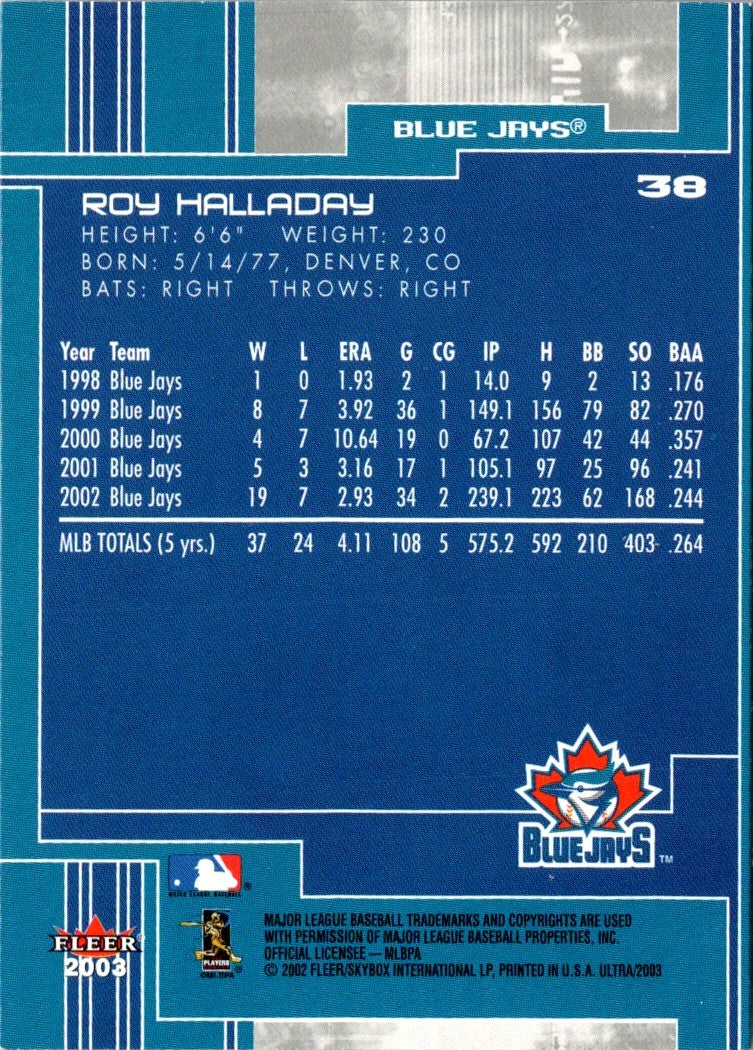 BLUE JAYS®
38
ROY HALLADAY
HEIGHT: 6'6" WEIGHT: 230
BORN: 5/14/77, DENVER, CO
BATS: RIGHT THROWS: RIGHT
Year Team W L ERA G CG IP H BB SO BAA
1998 Blue Jays 1 0 1.93 2 1 14.0 9 2 13 .176
1999 Blue Jays 8 7 3.92 36 1 149.1 156 79 82 .270
2000 Blue Jays 4 7 10.64 19 0 67.2 107 42 44 .357
2001 Blue Jays 5 3 3.16 17 1 105.1 97 25 96 .241
2002 Blue Jays 19 7 2.93 34 2 239.1 223 62 168 .244
MLB TOTALS (5 yrs.) 37 24 4.11 108 5 575.2 592 210 403 .264
BLUE JAYS TM
MAJOR LEAGUE BASEBALL ®
FLEER
2003
PLAYERS
®
MAJOR LEAGUE BASEBALL TRADEMARKS AND COPYRIGHTS ARE USED
WITH PERMISSION OF MAJOR LEAGUE BASEBALL PROPERTIES, INC.
OFFICIAL LICENSEE — MLBPA
© 2002 FLEER/SKYBOX INTERNATIONAL LP, PRINTED IN U.S.A. ULTRA/2003